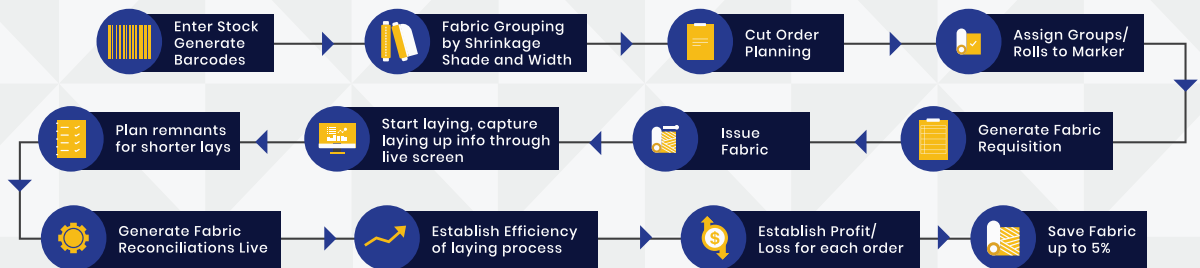 Enter Stock
Generate
Barcodes
Fabric Grouping
by Shrinkage
Shade and Width
Cut Order
Planning
Assign Groups/
Rolls to Marker
Generate Fabric
Requisition
Issue
Fabric
Start laying, capture
laying up info through
live screen
Plan remnants
for shorter lays
Generate Fabric
Reconciliations Live
Establish Efficiency
of laying process
$
Establish Profit/
Loss for each order
Save Fabric
up to 5%